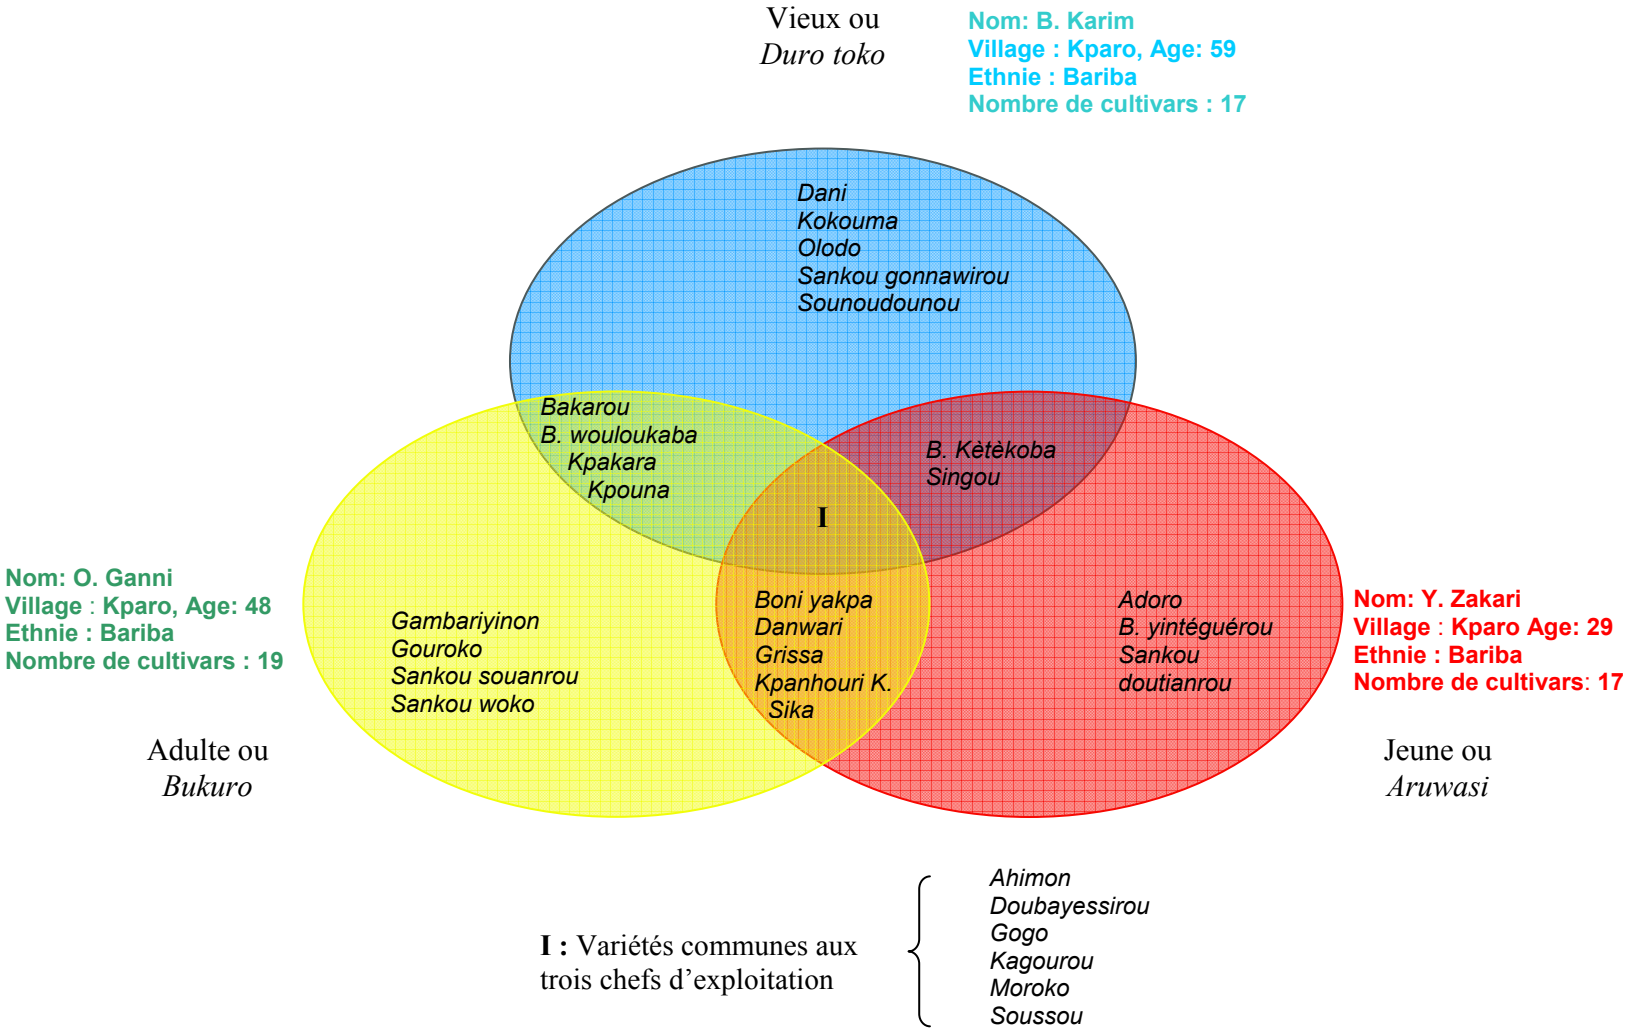 Vieux ou
Duro toko
Nom: B. Karim
Village : Kparo, Age: 59
Ethnie : Bariba
Nombre de cultivars : 17
Dani
Kokouma
Olodo
Sankou gonnawirou
Sounoudounou
Bakarou
B. wouloukaba
Kpakara
Kpouna
B. Kètèkoba
Singou
I
Nom: O. Ganni
Village : Kparo, Age: 48
Ethnie : Bariba
Nombre de cultivars : 19
Gambariyinon
Gouroko
Sankou souanrou
Sankou woko
Boni yakpa
Danwari
Grissa
Kpanhouri K.
Sika
Adoro
B. yintéguérou
Sankou
doutianrou
Nom: Y. Zakari
Village : Kparo Age: 29
Ethnie : Bariba
Nombre de cultivars: 17
Adulte ou
Bukuro
Jeune ou
Aruwasi
I : Variétés communes aux
trois chefs d’exploitation
Ahimon
Doubayessirou
Gogo
Kagourou
Moroko
Soussou